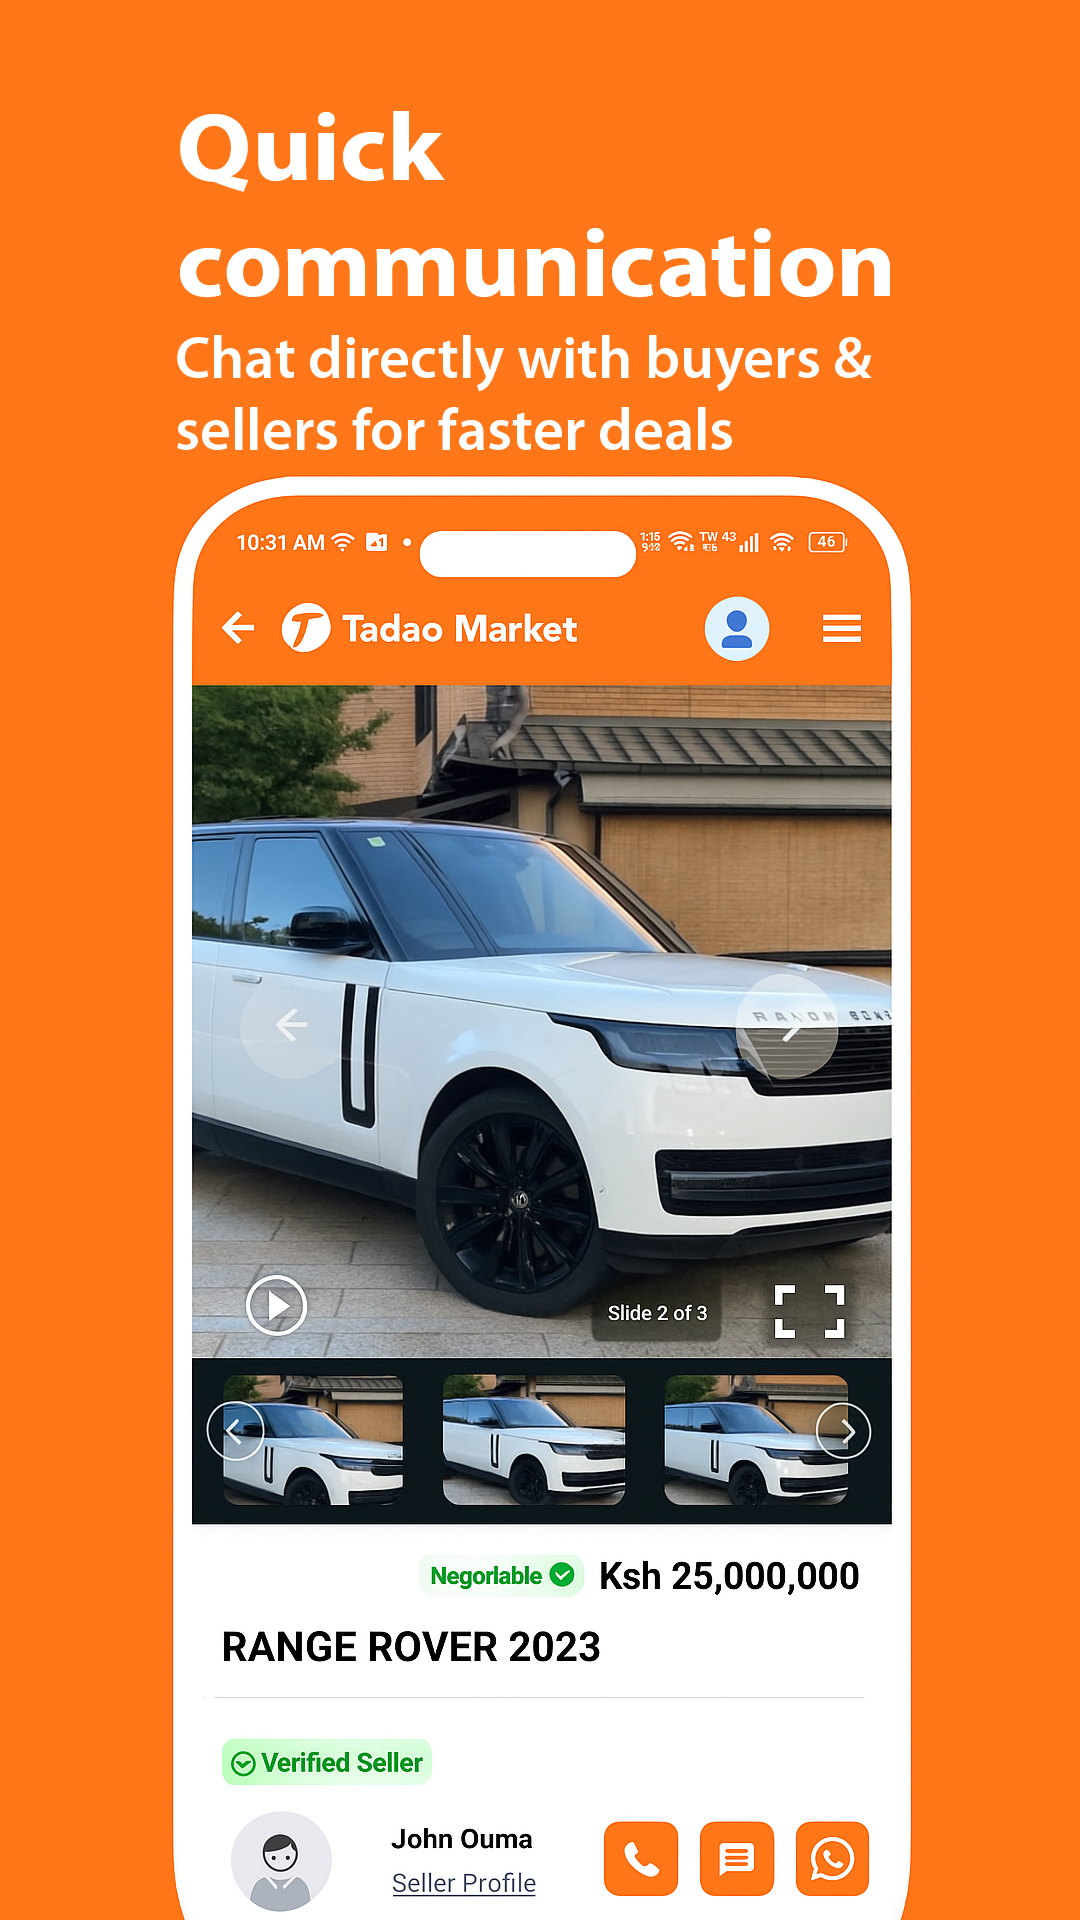 Quick
communication
Chat directly with buyers &
sellers for faster deals
10:31 AM
46
Tadao Market
Slide 2 of 3
Negorlable Ksh 25,000,000
RANGE ROVER 2023
Verified Seller
John Ouma
Seller Profile